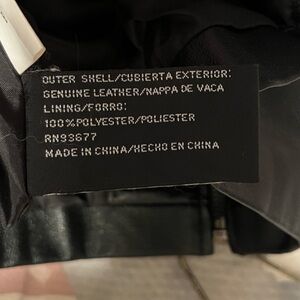 OUTER SHELL/CUBIERTA EXTERIOR:
GENUINE LEATHER/NAPPA DE VACA
LINING/FORRO:
100%POLYESTER/POLIESTER
RN93677
MADE IN CHINA/HECHO EN CHINA